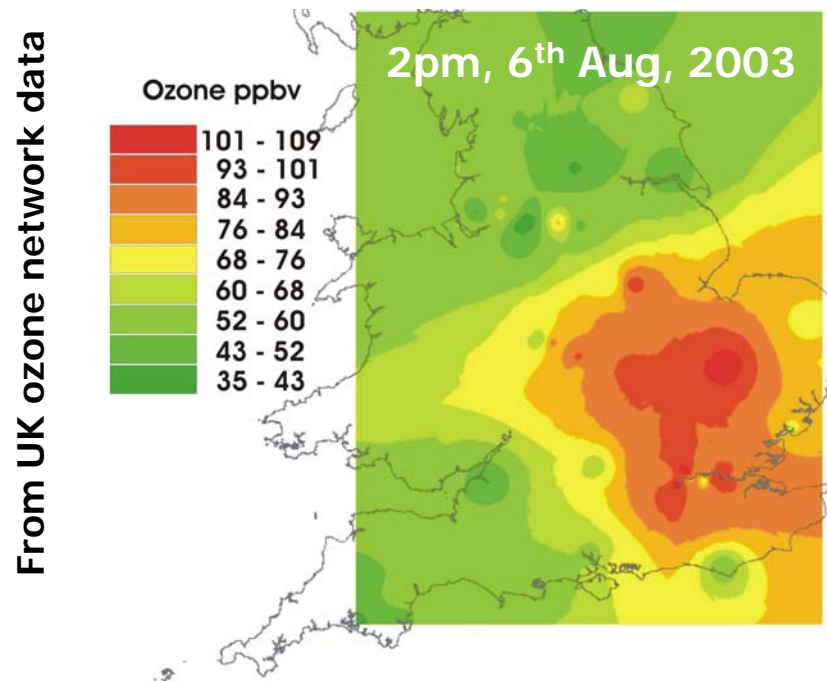 From UK ozone network data
2pm, 6th Aug, 2003
Ozone ppbv
101 - 109
93 - 101
84 - 93
76 - 84
68 - 76
60 - 68
52 - 60
43 - 52
35 - 43